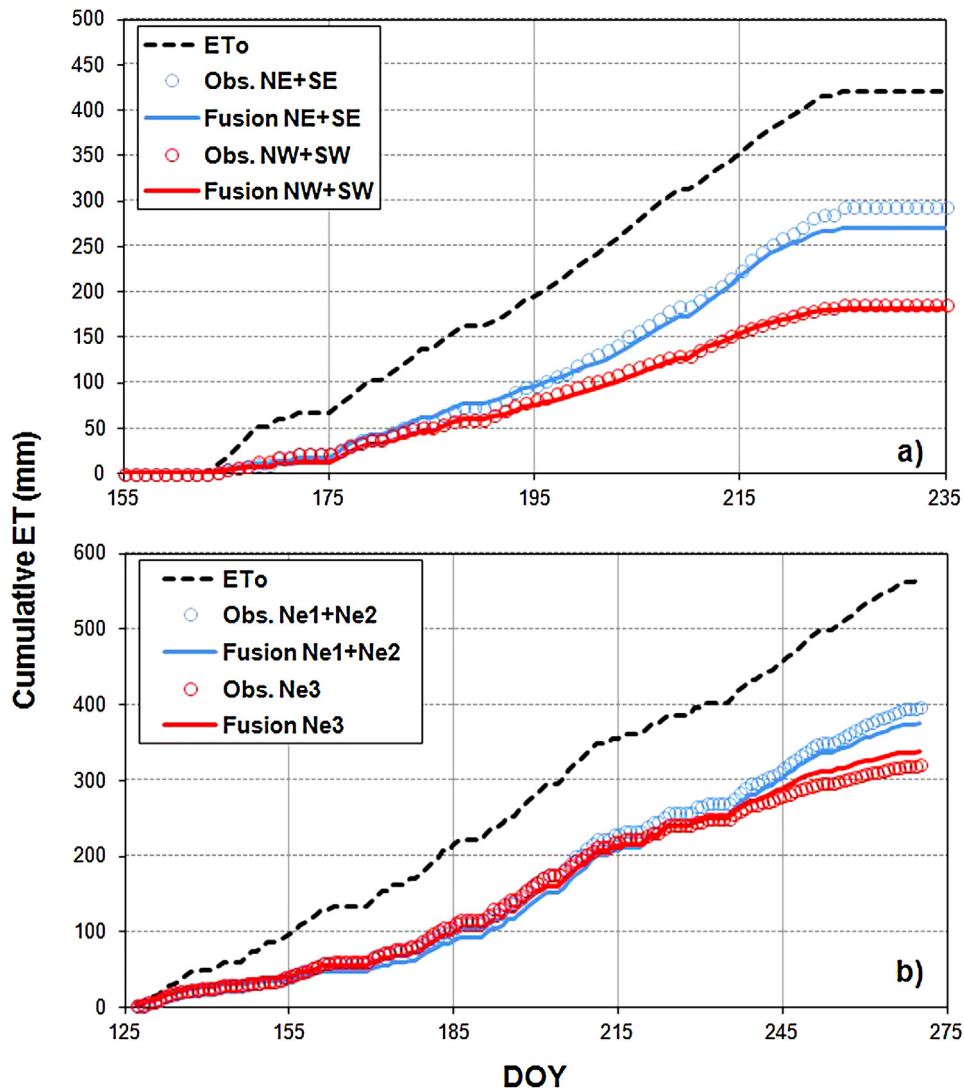 500
450
400
350
300
250
200
150
100
50
0
ETo
Obs. NE+SE
Fusion NE+SE
Obs. NW+SW
Fusion NW+SW
a)
155
175
195
215
235
Cumulative ET (mm)
600
500
400
300
200
100
0
ETo
Obs. Ne1+Ne2
Fusion Ne1+Ne2
Obs. Ne3
Fusion Ne3
b)
125
155
185
215
245
275
DOY